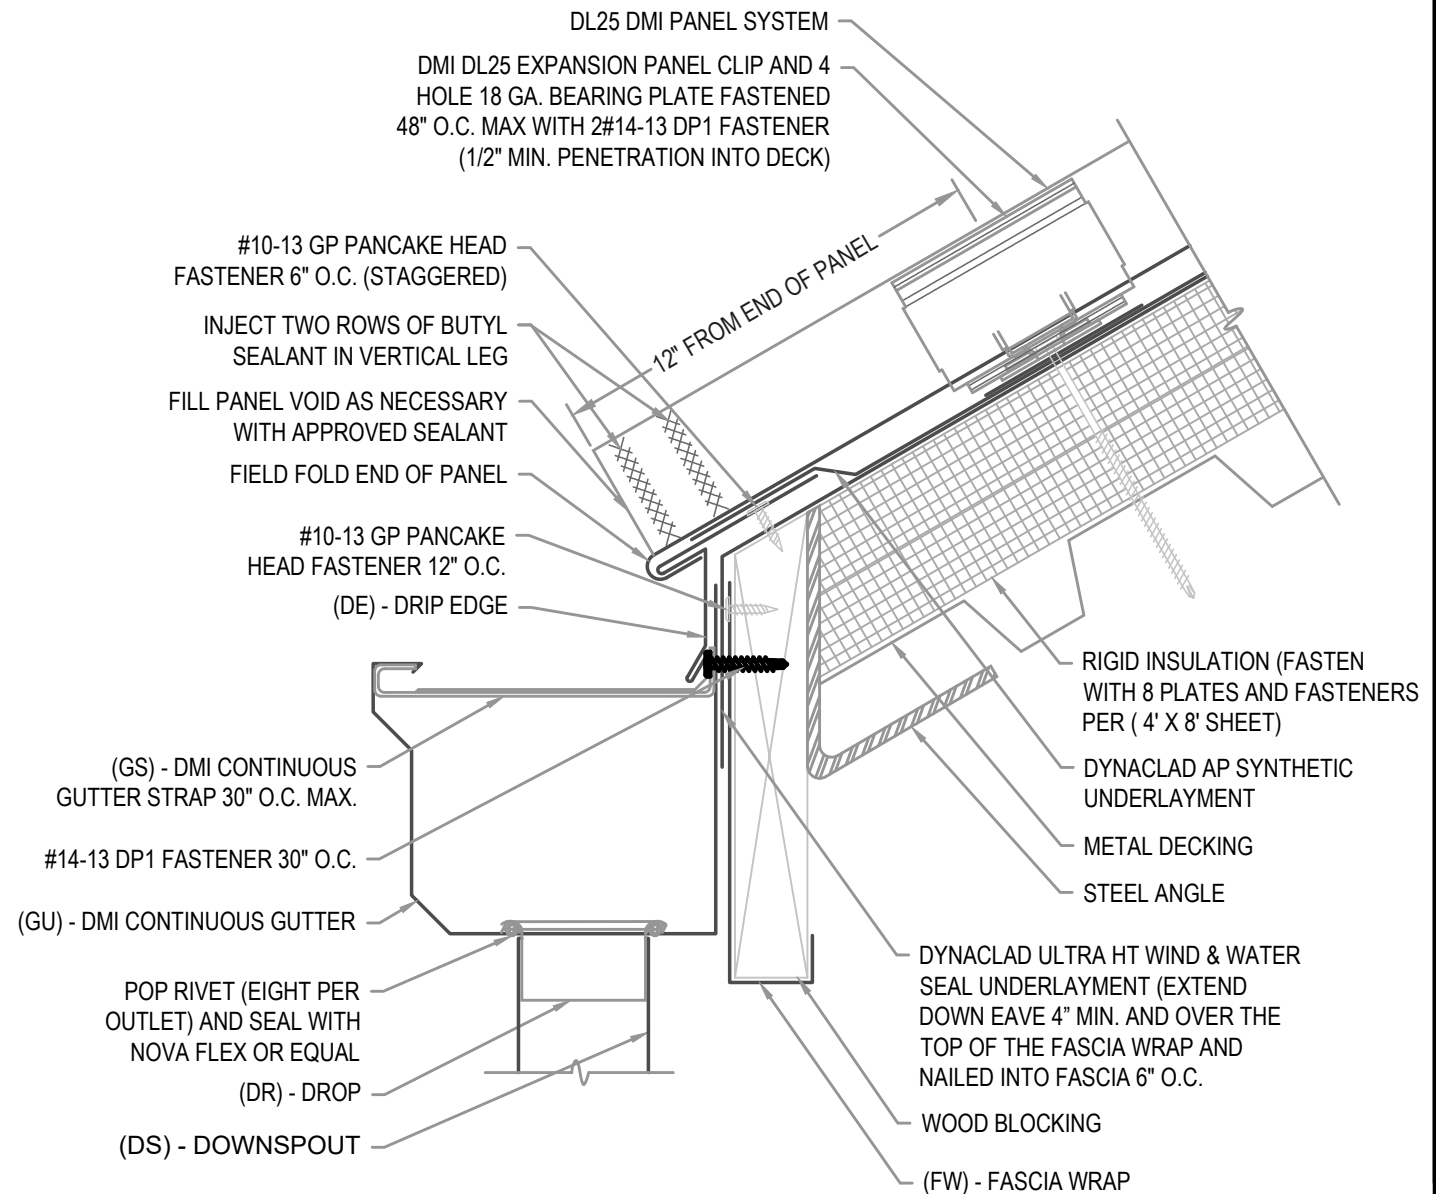 DL25 DMI PANEL SYSTEM
DMI DL25 EXPANSION PANEL CLIP AND 4
HOLE 18 GA. BEARING PLATE FASTENED
48" O.C. MAX WITH 2#14-13 DP1 FASTENER
(1/2" MIN. PENETRATION INTO DECK)
#10-13 GP PANCAKE HEAD
FASTENER 6" O.C. (STAGGERED)
INJECT TWO ROWS OF BUTYL
SEALANT IN VERTICAL LEG
FILL PANEL VOID AS NECESSARY
WITH APPROVED SEALANT
FIELD FOLD END OF PANEL
#10-13 GP PANCAKE
HEAD FASTENER 12" O.C.
(DE) - DRIP EDGE
12" FROM END OF PANEL
(GS) - DMI CONTINUOUS
GUTTER STRAP 30" O.C. MAX.
#14-13 DP1 FASTENER 30" O.C.
(GU) - DMI CONTINUOUS GUTTER
POP RIVET (EIGHT PER
OUTLET) AND SEAL WITH
NOVA FLEX OR EQUAL
(DR) - DROP
(DS) - DOWNSPOUT
RIGID INSULATION (FASTEN
WITH 8 PLATES AND FASTENERS
PER ( 4' X 8' SHEET)
DYNACLAD AP SYNTHETIC
UNDERLAYMENT
METAL DECKING
STEEL ANGLE
DYNACLAD ULTRA HT WIND & WATER
SEAL UNDERLAYMENT (EXTEND
DOWN EAVE 4” MIN. AND OVER THE
TOP OF THE FASCIA WRAP AND
NAILED INTO FASCIA 6" O.C.
WOOD BLOCKING
(FW) - FASCIA WRAP